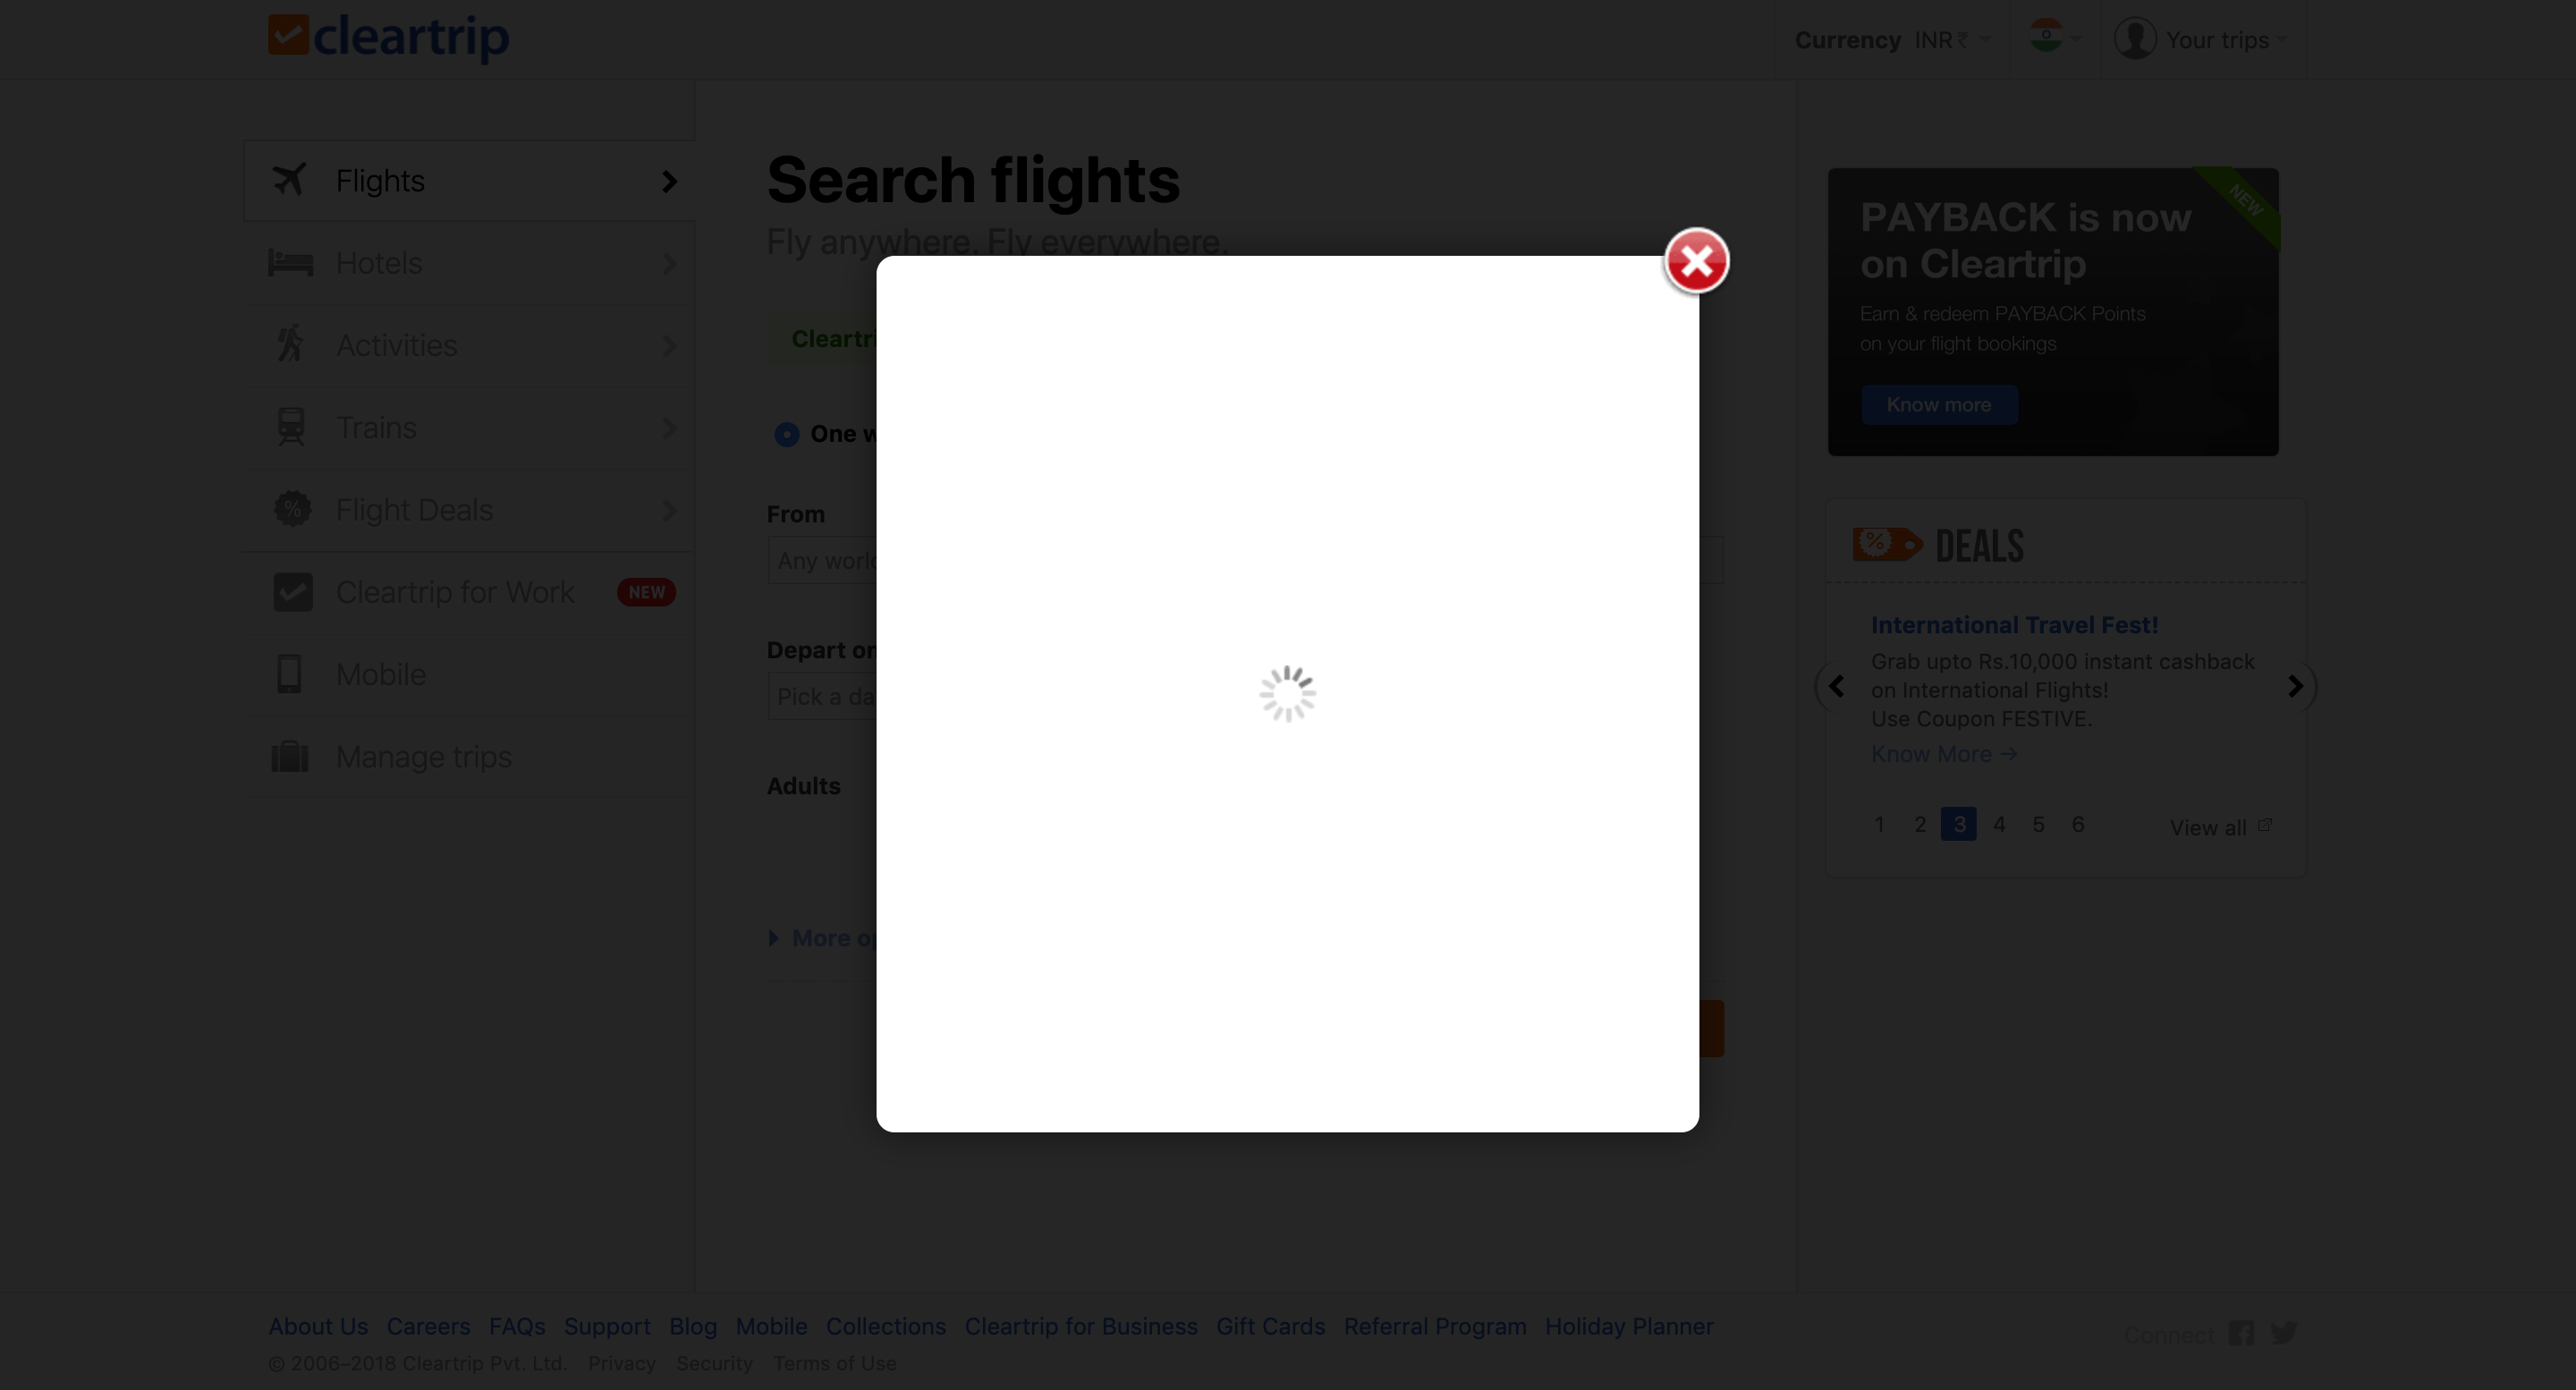 cleartrip
Currency INR ₹
Your trips
Flights
Hotels
Activities
Trains
Flight Deals
Cleartrip for Work NEW
Mobile
Manage trips
Search flights
Fly anywhere. Fly everywhere.
One
From
Any
Depart
Pick a
Adults
More
PAYBACK is now
on Cleartrip
NEW
Earn & redeem PAYBACK Points
on your flight bookings
Know more
% DEALS
International Travel Fest!
Grab upto Rs.10,000 instant cashback
on International Flights!
Use Coupon FESTIVE.
Know More →
1 2 3 4 5 6 View all
About Us Careers FAQs Support Blog Mobile Collections Cleartrip for Business Gift Cards Referral Program Holiday Planner
Connect
© 2006–2018 Cleartrip Pvt. Ltd. Privacy Security Terms of Use